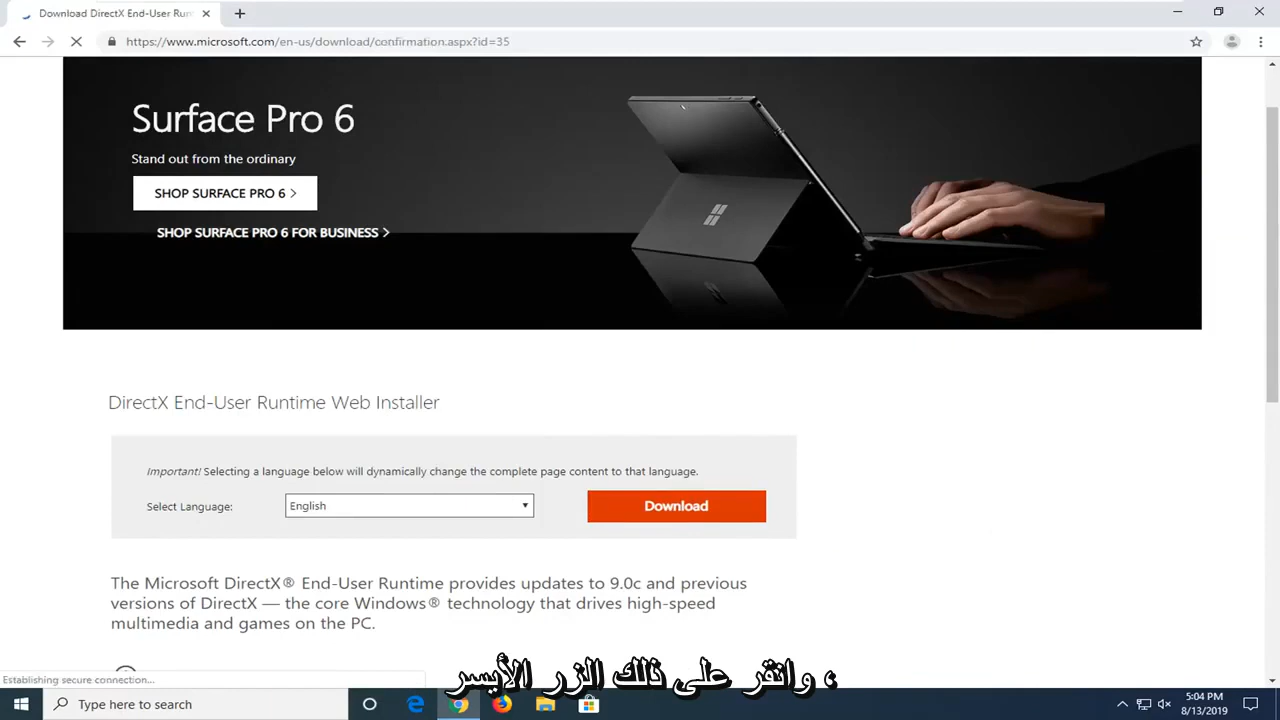 Download DirectX End-User Run
https://www.microsoft.com/en-us/download/confirmation.aspx?id=35
Surface Pro 6
Stand out from the ordinary
SHOP SURFACE PRO 6 >
SHOP SURFACE PRO 6 FOR BUSINESS >
DirectX End-User Runtime Web Installer
Important! Selecting a language below will dynamically change the complete page content to that language.
Select Language:
English
Download
The Microsoft DirectX® End-User Runtime provides updates to 9.0c and previous
versions of DirectX — the core Windows® technology that drives high-speed
multimedia and games on the PC.
، وانقر على ذلك الزر الأيسر
Establishing secure connection...
Type here to search
5:04 PM
8/13/2019